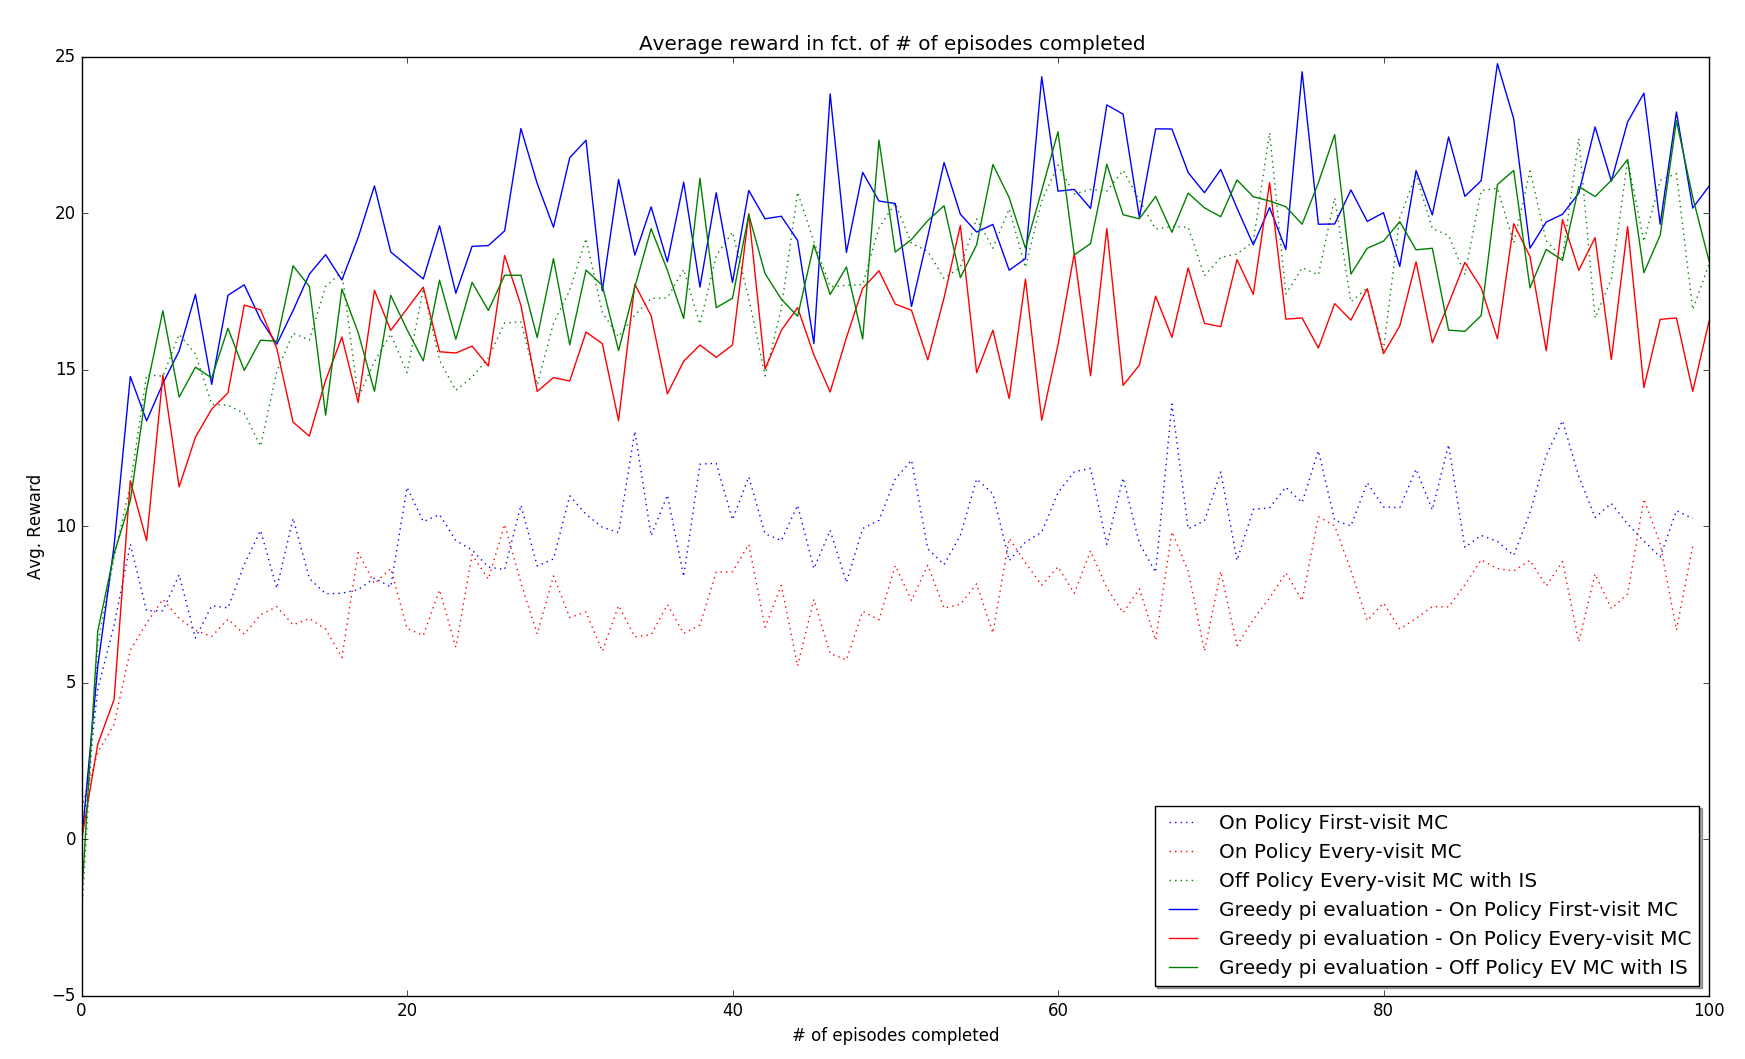 Average reward in fct. of # of episodes completed
25
20
15
10
5
0
−5
Avg. Reward
On Policy First-visit MC
On Policy Every-visit MC
Off Policy Every-visit MC with IS
Greedy pi evaluation - On Policy First-visit MC
Greedy pi evaluation - On Policy Every-visit MC
Greedy pi evaluation - Off Policy EV MC with IS
0 20 40 60 80 100
# of episodes completed